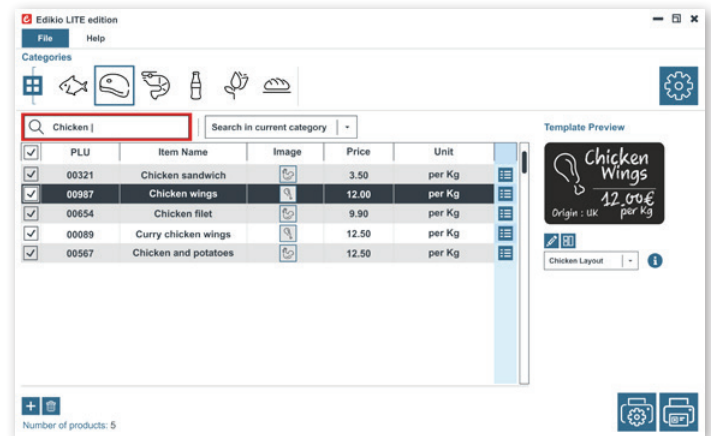 e Edikio LITE edition
File Help
Categories
Chicken | Search in current category
Template Preview
PLU Item Name Image Price Unit
00321 Chicken sandwich 3.50 per Kg
00987 Chicken wings 12.00 per Kg
00654 Chicken filet 9.90 per Kg
00089 Curry chicken wings 12.50 per Kg
00567 Chicken and potatoes 12.50 per Kg
Chicken
Wings
12.00€
Origin : UK per Kg
Chicken Layout i
Number of products: 5